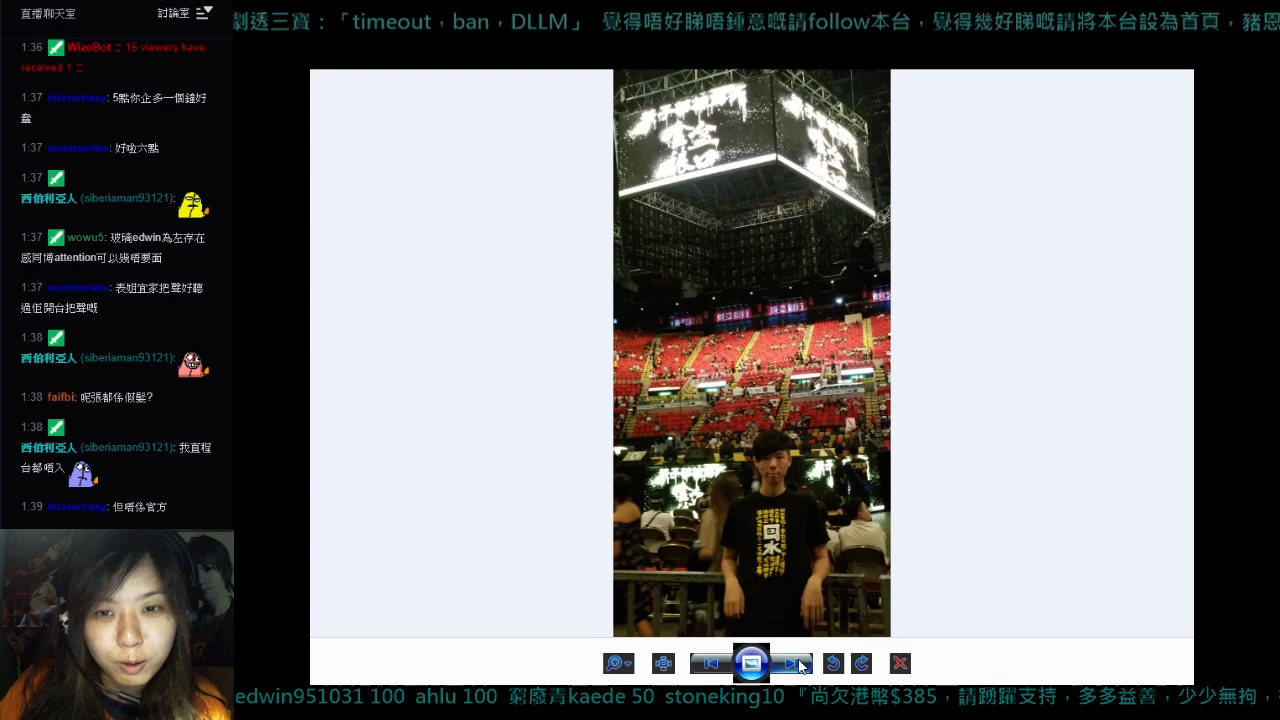 直播聊天室
討論室
劇透三寶：「timeout，ban，DLLM」 覺得唔好睇唔鍾意嘅請follow本台，覺得幾好睇嘅請將本台設為首頁，豬恩
1:36 WizeBot : 16 viewers have
received 1
1:37 : 5點你企多一個鐘好
1:37 : 好啦六點
1:37
西伯利亞人 (siberiaman93121):
1:37 wowu5: 玻璃edwin為左存在
感同博attention可以幾唔要面
1:37 : 表姐宜家把聲好聽
過佢開台把聲嘅
1:38
西伯利亞人 (siberiaman93121):
1:38 faifbi: 呢張都係假髮?
1:38
西伯利亞人 (siberiaman93121): 我直程
台都唔入
1:39 : 但唔係官方
回水
edwin951031 100 ahlu 100 窮廢青kaede 50 stoneking10 『尚欠港幣$385，請踴躍支持，多多益善，少少無拘，